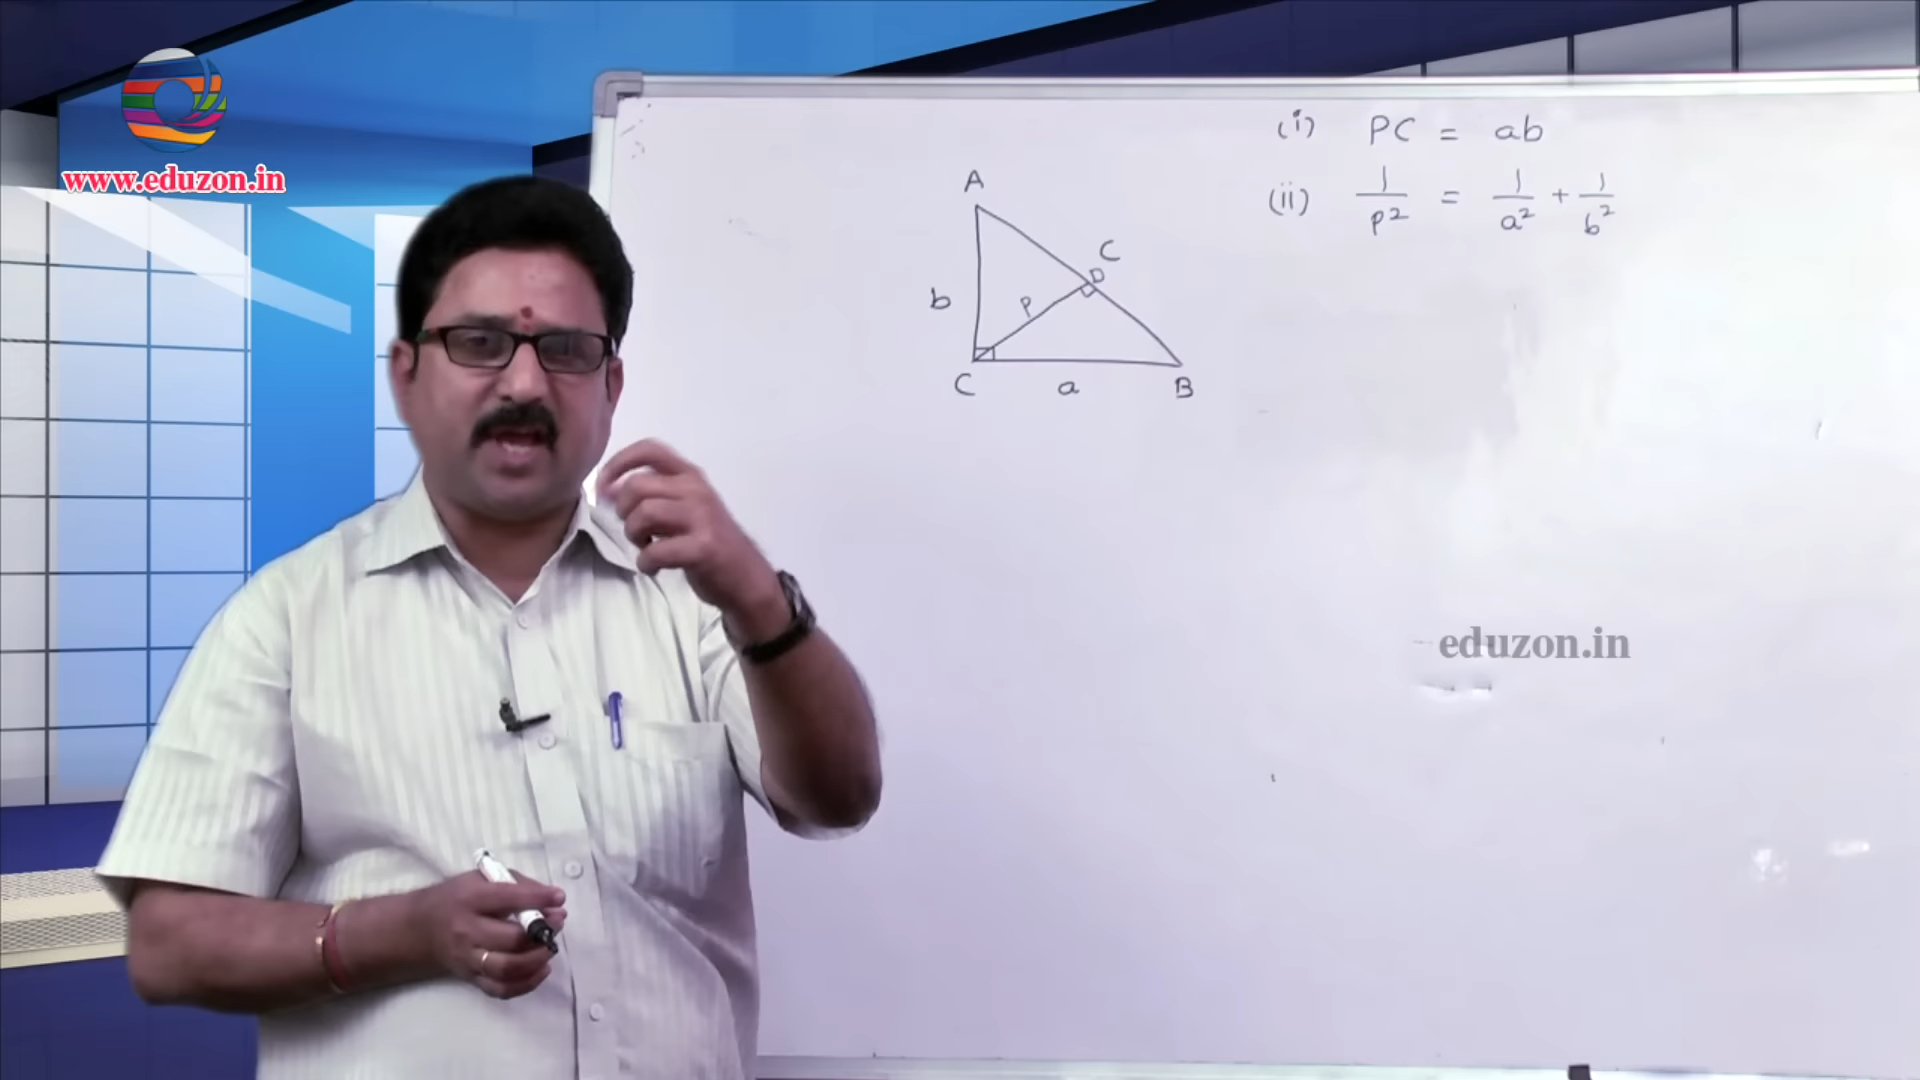 www.eduzon.in
(i) PC = ab
(ii) 1/p² = 1/a² + 1/b²
A
C
D
b
P
C
a
B
eduzon.in